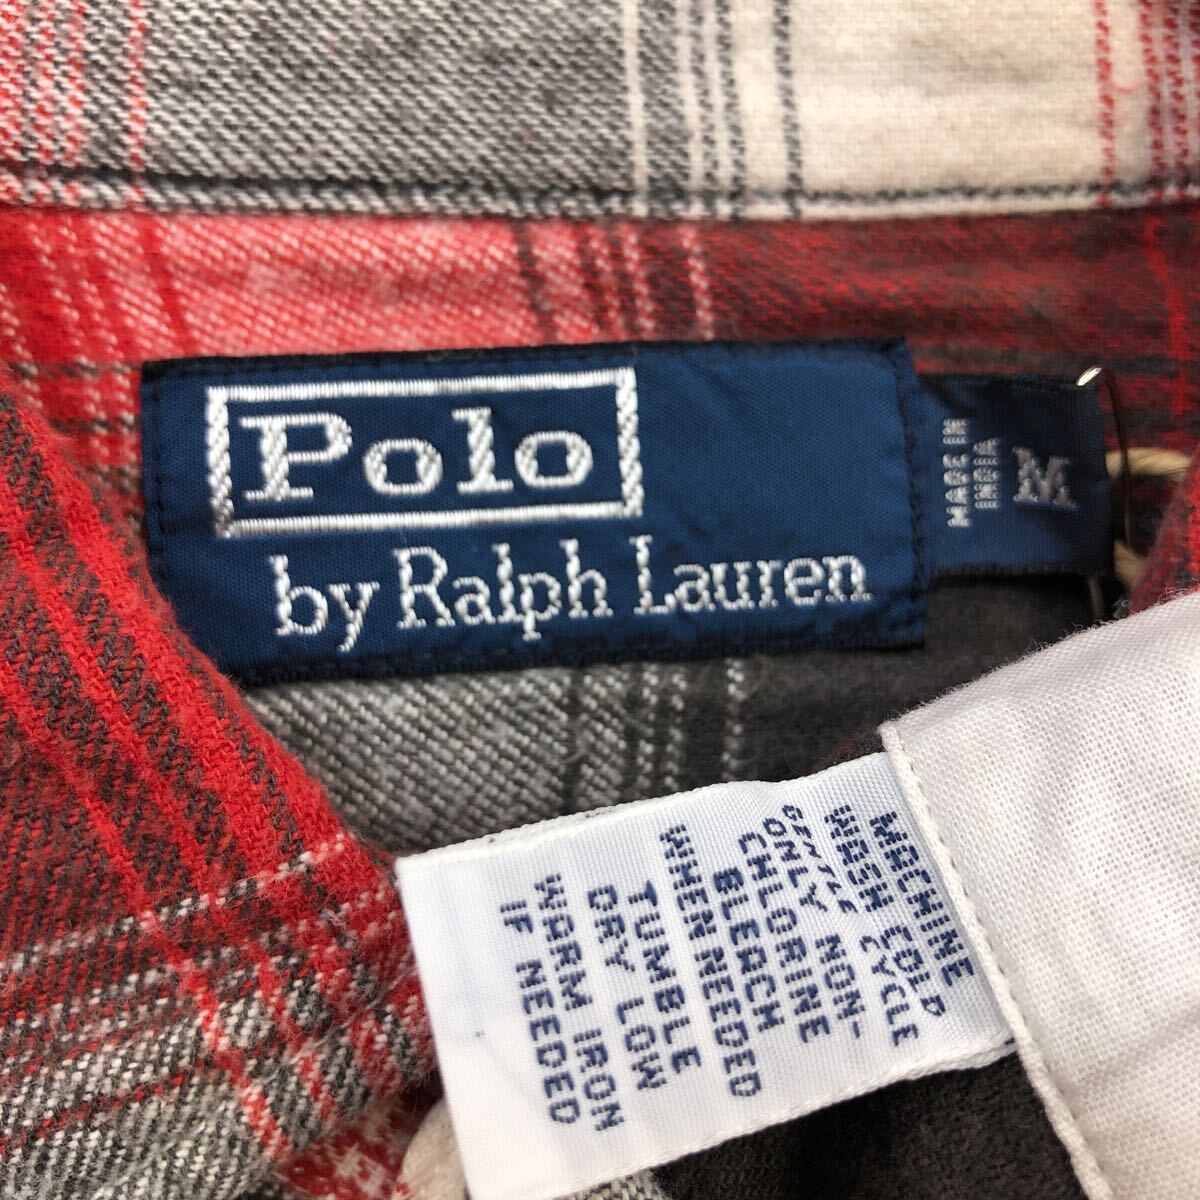 Polo
by Ralph Lauren
MADE IN
INDIA
M
MACHINE
WASH COLD
GENTLE CYCLE
ONLY NON-
CHLORINE
BLEACH
WHEN NEEDED
TUMBLE
DRY LOW
WARM IRON
IF NEEDED